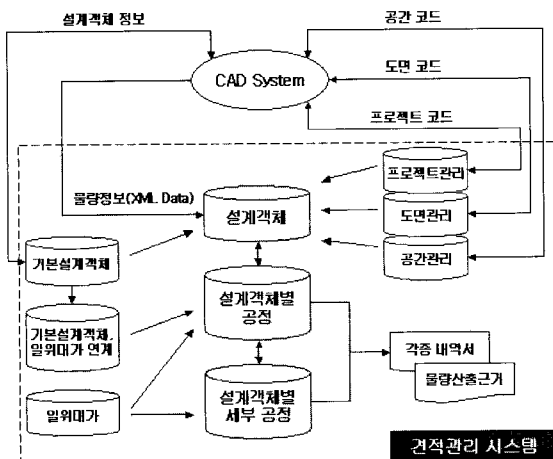 설계객체 정보
공간 코드
CAD System
도면 코드
프로젝트 코드
물량정보(XML Data)
프로젝트관리
설계객체
도면관리
기본설계객체
공간관리
설계객체별
공정
기본설계객체,
일위대가 연계
각종 내역서
물량산출근거
일위대가
설계객체별
세부 공정
견적관리 시스템